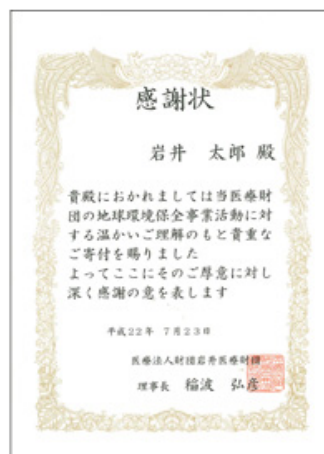 感謝状
岩井 太郎 殿
貴殿におかれましては当医療財
団の地球環境保全事業活動に対
する温かいご理解のもと貴重な
ご寄付を賜りました
よってここにそのご厚意に対し
深く感謝の意を表します
平成22年 7月23日
医療法人財団岩井医療財団
理事長 稲波 弘彦